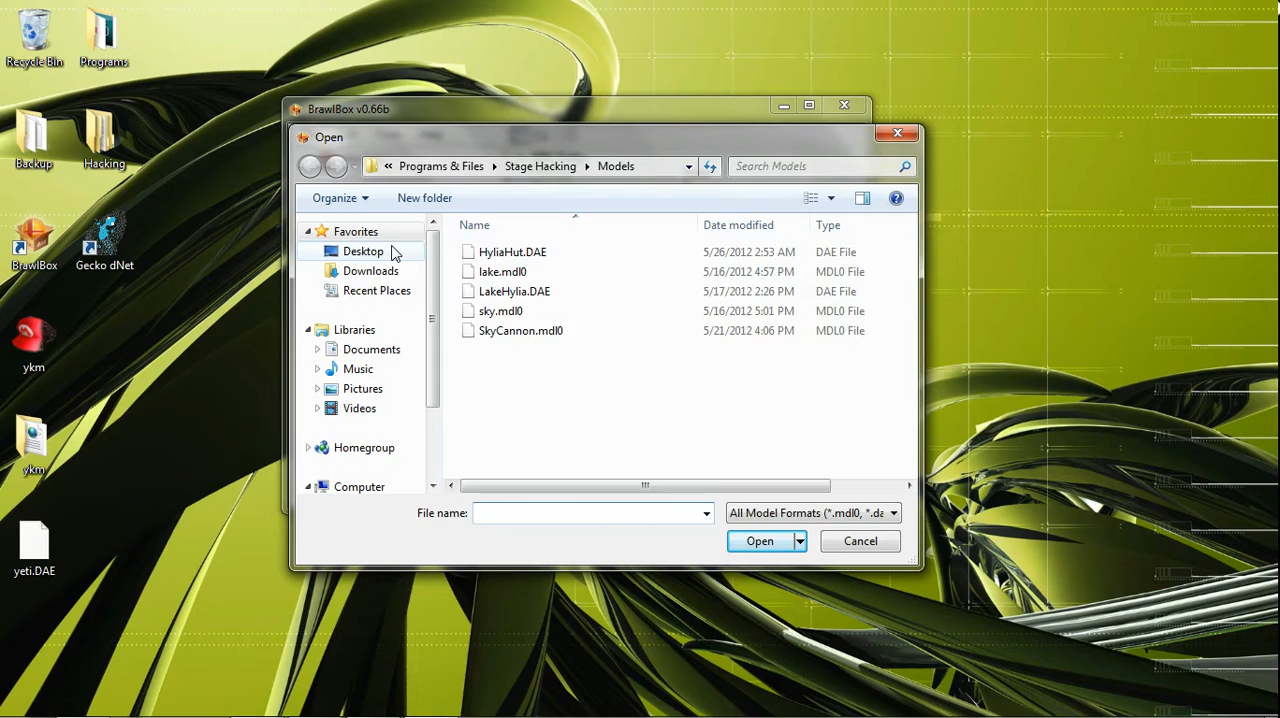 Recycle Bin
Programs
Backup
Hacking
BrawlBox
Gecko dNet
ykm
ykm
yeti.DAE
BrawlBox v0.66b
Open
« Programs & Files Stage Hacking Models
Search Models
Organize New folder
Favorites
Desktop
Downloads
Recent Places
Libraries
Documents
Music
Pictures
Videos
Homegroup
Computer
Name Date modified Type
HyliaHut.DAE 5/26/2012 2:53 AM DAE File
lake.mdl0 5/16/2012 4:57 PM MDL0 File
LakeHylia.DAE 5/17/2012 2:26 PM DAE File
sky.mdl0 5/16/2012 5:01 PM MDL0 File
SkyCannon.mdl0 5/21/2012 4:06 PM MDL0 File
File name: All Model Formats (*.mdl0, *.da
Open Cancel